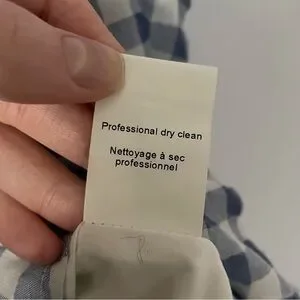 Professional dry clean
Nettoyage à sec
professionnel